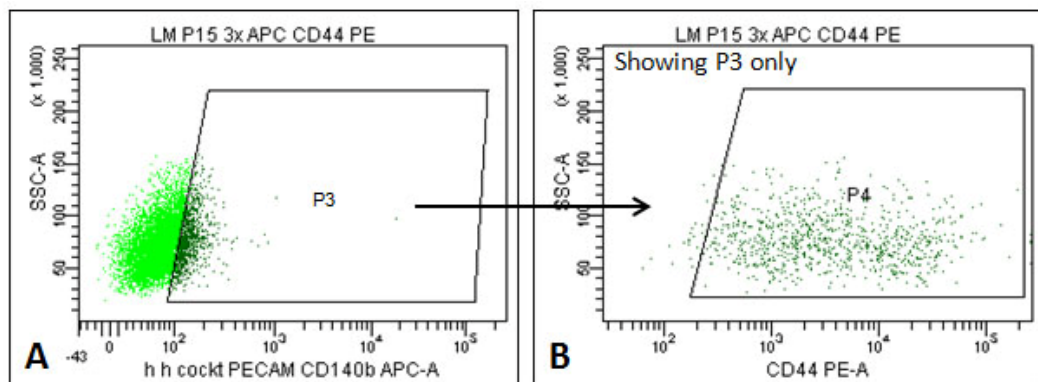 LM P15 3x APC CD44 PE
SSC-A
(x 1,000)
250
200
150
100
50
P3
-43
0
10²
10³
10⁴
10⁵
h h cockt PECAM CD140b APC-A
A
LM P15 3x APC CD44 PE
Showing P3 only
SSC-A
(x 1,000)
250
200
150
100
50
P4
10²
10³
10⁴
10⁵
CD44 PE-A
B